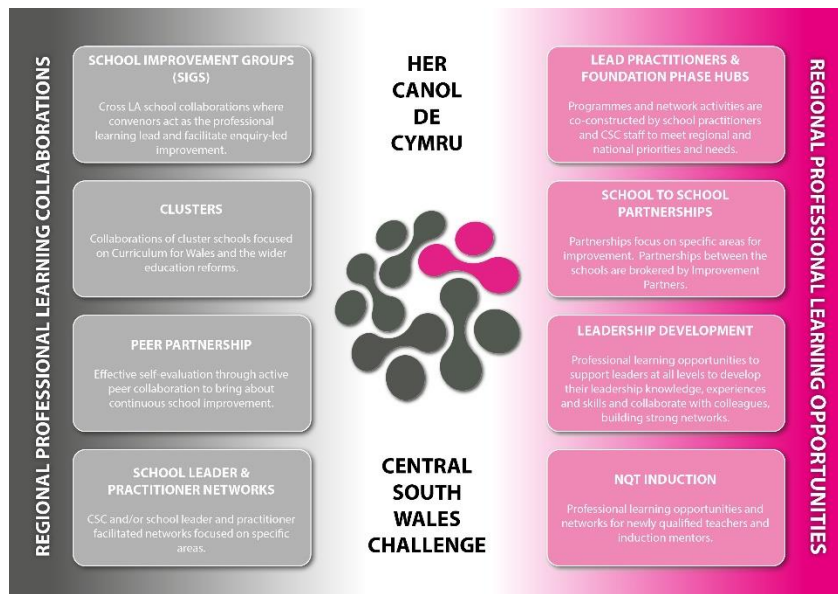 REGIONAL PROFESSIONAL LEARNING COLLABORATIONS
SCHOOL IMPROVEMENT GROUPS
(SIGS)
Cross LA school collaborations where
convenors act as the professional
learning lead and facilitate enquiry-led
improvement.
CLUSTERS
Collaborations of cluster schools focused
on Curriculum for Wales and the wider
education reforms.
PEER PARTNERSHIP
Effective self-evaluation through active
peer collaboration to bring about
continuous school improvement.
SCHOOL LEADER &
PRACTITIONER NETWORKS
CSC and/or school leader and practitioner
facilitated networks focused on specific
areas.
HER
CANOL
DE
CYMRU
CENTRAL
SOUTH
WALES
CHALLENGE
LEAD PRACTITIONERS &
FOUNDATION PHASE HUBS
Programmes and network activities are
co-constructed by school practitioners
and CSC staff to meet regional and
national priorities and needs.
SCHOOL TO SCHOOL
PARTNERSHIPS
Partnerships focus on specific areas for
improvement. Partnerships between the
schools are brokered by Improvement
Partners.
LEADERSHIP DEVELOPMENT
Professional learning opportunities to
support leaders at all levels to develop
their leadership knowledge, experiences
and skills and collaborate with colleagues,
building strong networks.
NQT INDUCTION
Professional learning opportunities and
networks for newly qualified teachers and
induction mentors.
REGIONAL PROFESSIONAL LEARNING OPPORTUNITIES